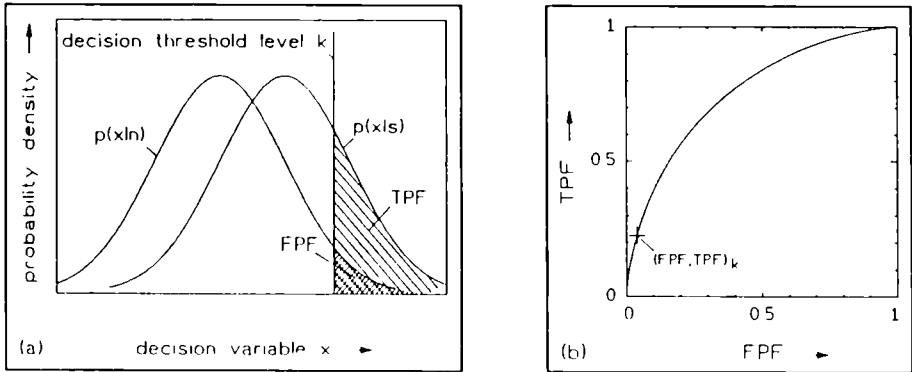 decision threshold level k
probability density
p(x|n)
p(x|s)
TPF
FPF
(a)
decision variable x
1
TPF
0 5
(FPF,TPF)k
0
0
0 5
1
(b)
FPF